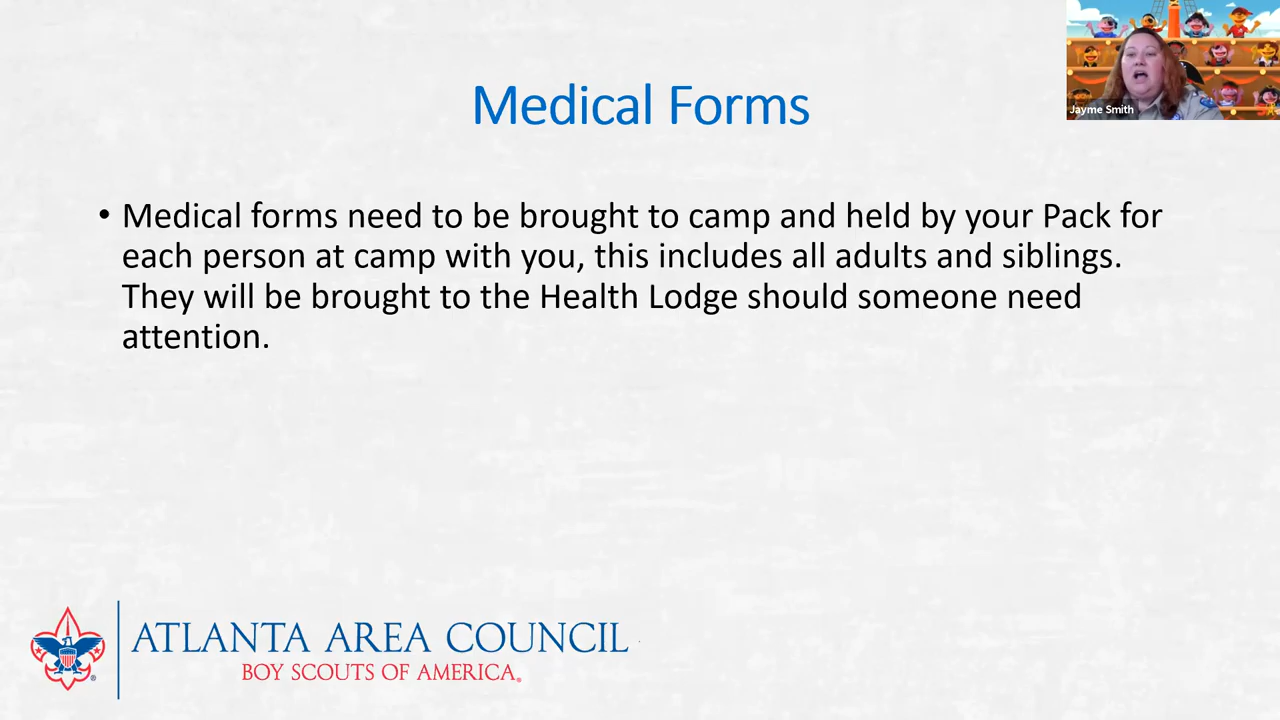 Medical Forms
Jayme Smith
• Medical forms need to be brought to camp and held by your Pack for
each person at camp with you, this includes all adults and siblings.
They will be brought to the Health Lodge should someone need
attention.
ATLANTA AREA COUNCIL
BOY SCOUTS OF AMERICA®